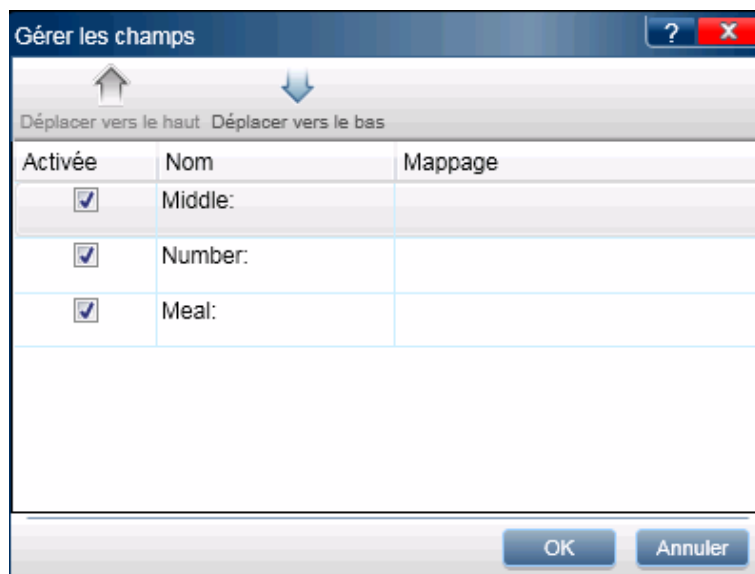 Gérer les champs ?
Déplacer vers le haut Déplacer vers le bas
Activée Nom Mappage
Middle:
Number:
Meal:
OK Annuler